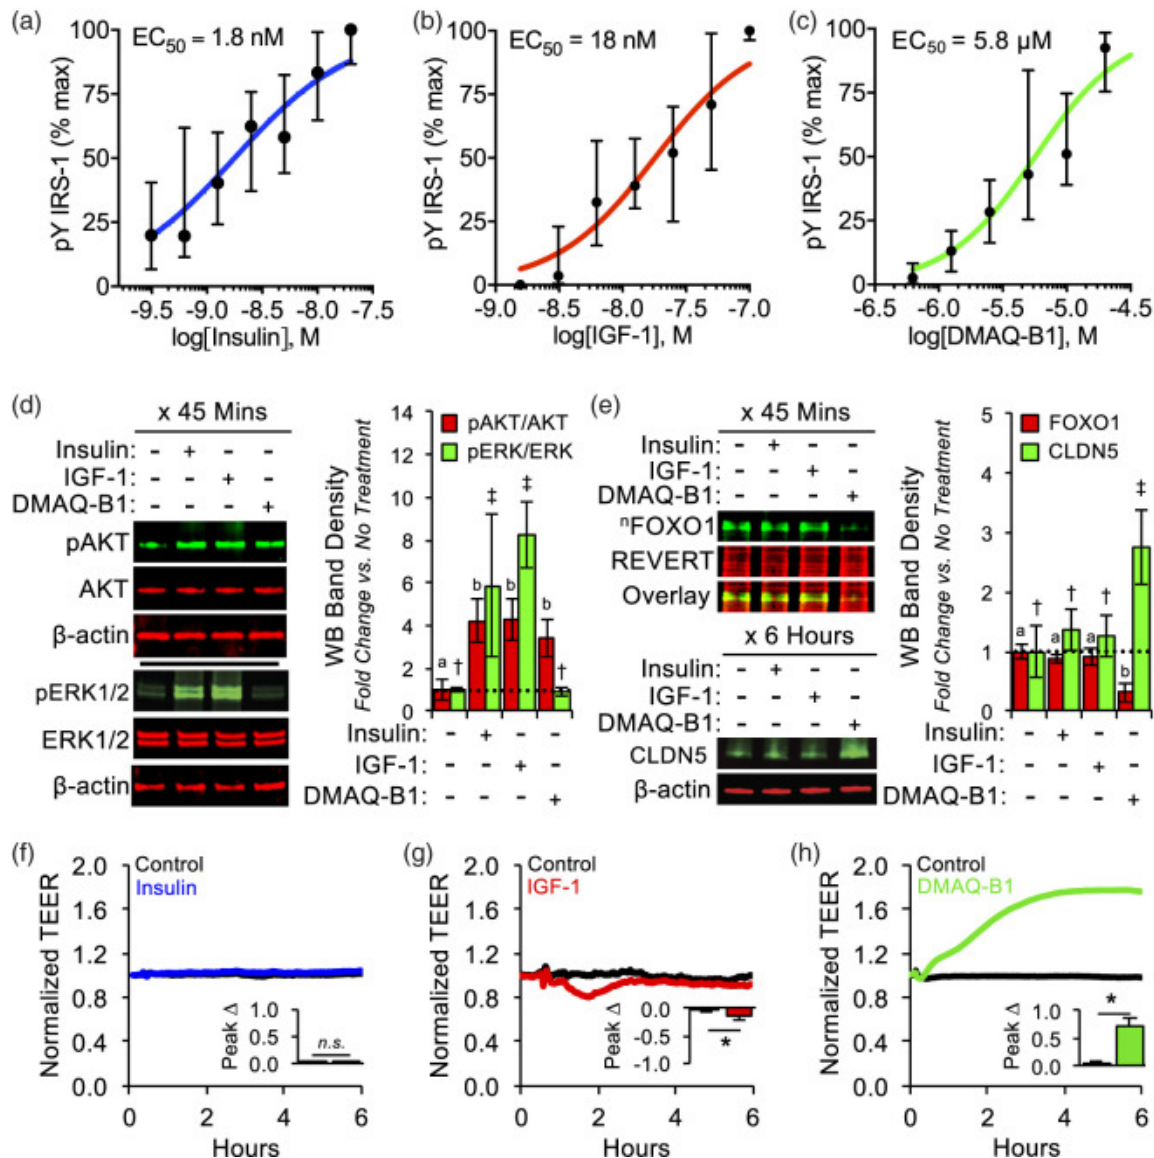 (a)
EC50 = 1.8 nM
pY IRS-1 (% max)
100
75
50
25
0
-9.5 -9.0 -8.5 -8.0 -7.5
log[Insulin], M
(b)
EC50 = 18 nM
pY IRS-1 (% max)
100
75
50
25
0
-9.0 -8.5 -8.0 -7.5 -7.0
log[IGF-1], M
(c)
EC50 = 5.8 µM
pY IRS-1 (% max)
100
75
50
25
0
-6.5 -6.0 -5.5 -5.0 -4.5
log[DMAQ-B1], M
(d)
x 45 Mins
Insulin: - + - -
IGF-1: - - + -
DMAQ-B1: - - - +
pAKT
AKT
β-actin
pERK1/2
ERK1/2
β-actin
WB Band Density
Fold Change vs. No Treatment
14
12
10
8
6
4
2
0
pAKT/AKT
pERK/ERK
a † b ‡ b ‡ b †
Insulin: - + - -
IGF-1: - - + -
DMAQ-B1: - - - +
(e)
x 45 Mins
Insulin: - + - -
IGF-1: - - + -
DMAQ-B1: - - - +
nFOXO1
REVERT
Overlay
x 6 Hours
Insulin: - + - -
IGF-1: - - + -
DMAQ-B1: - - - +
CLDN5
β-actin
WB Band Density
Fold Change vs. No Treatment
5
4
3
2
1
0
FOXO1
CLDN5
a † a † a † b ‡
Insulin: - + - -
IGF-1: - - + -
DMAQ-B1: - - - +
(f)
Normalized TEER
2.0
1.6
1.2
0.8
0.4
0.0
Control
Insulin
Peak Δ
1.0
0.5
0.0
n.s.
0 2 4 6
Hours
(g)
Normalized TEER
2.0
1.6
1.2
0.8
0.4
0.0
Control
IGF-1
Peak Δ
0.0
-0.5
-1.0
*
0 2 4 6
Hours
(h)
Normalized TEER
2.0
1.6
1.2
0.8
0.4
0.0
Control
DMAQ-B1
Peak Δ
1.0
0.5
0.0
*
0 2 4 6
Hours